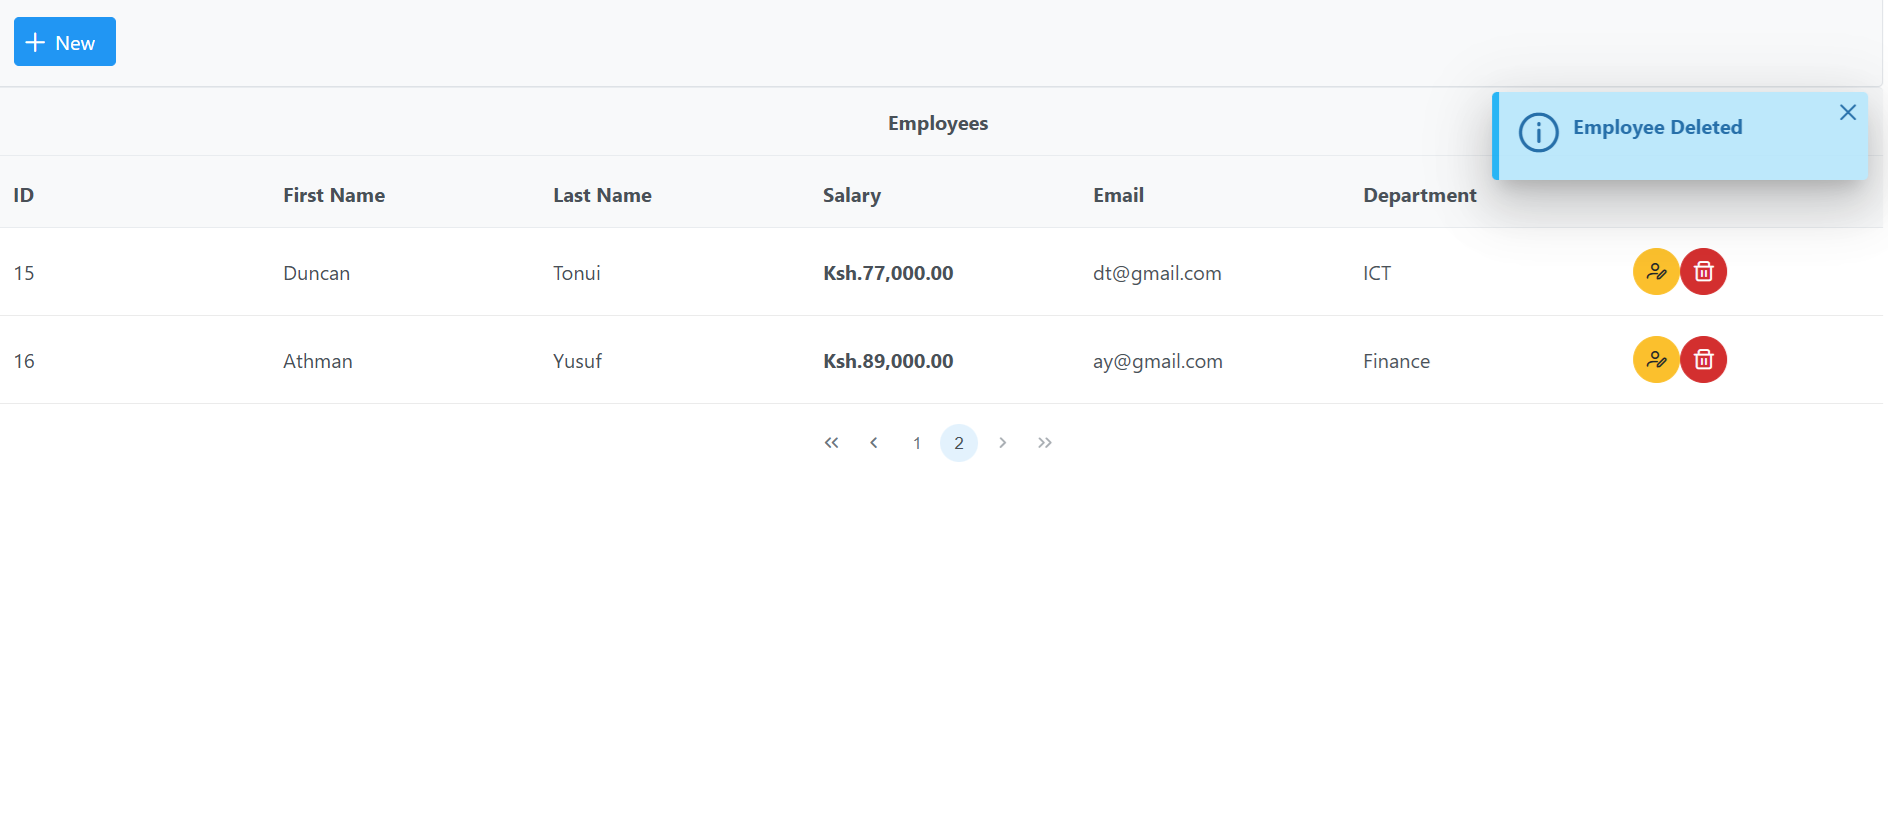 New
Employees
Employee Deleted
ID First Name Last Name Salary Email Department
15 Duncan Tonui Ksh.77,000.00 dt@gmail.com ICT
16 Athman Yusuf Ksh.89,000.00 ay@gmail.com Finance
1 2